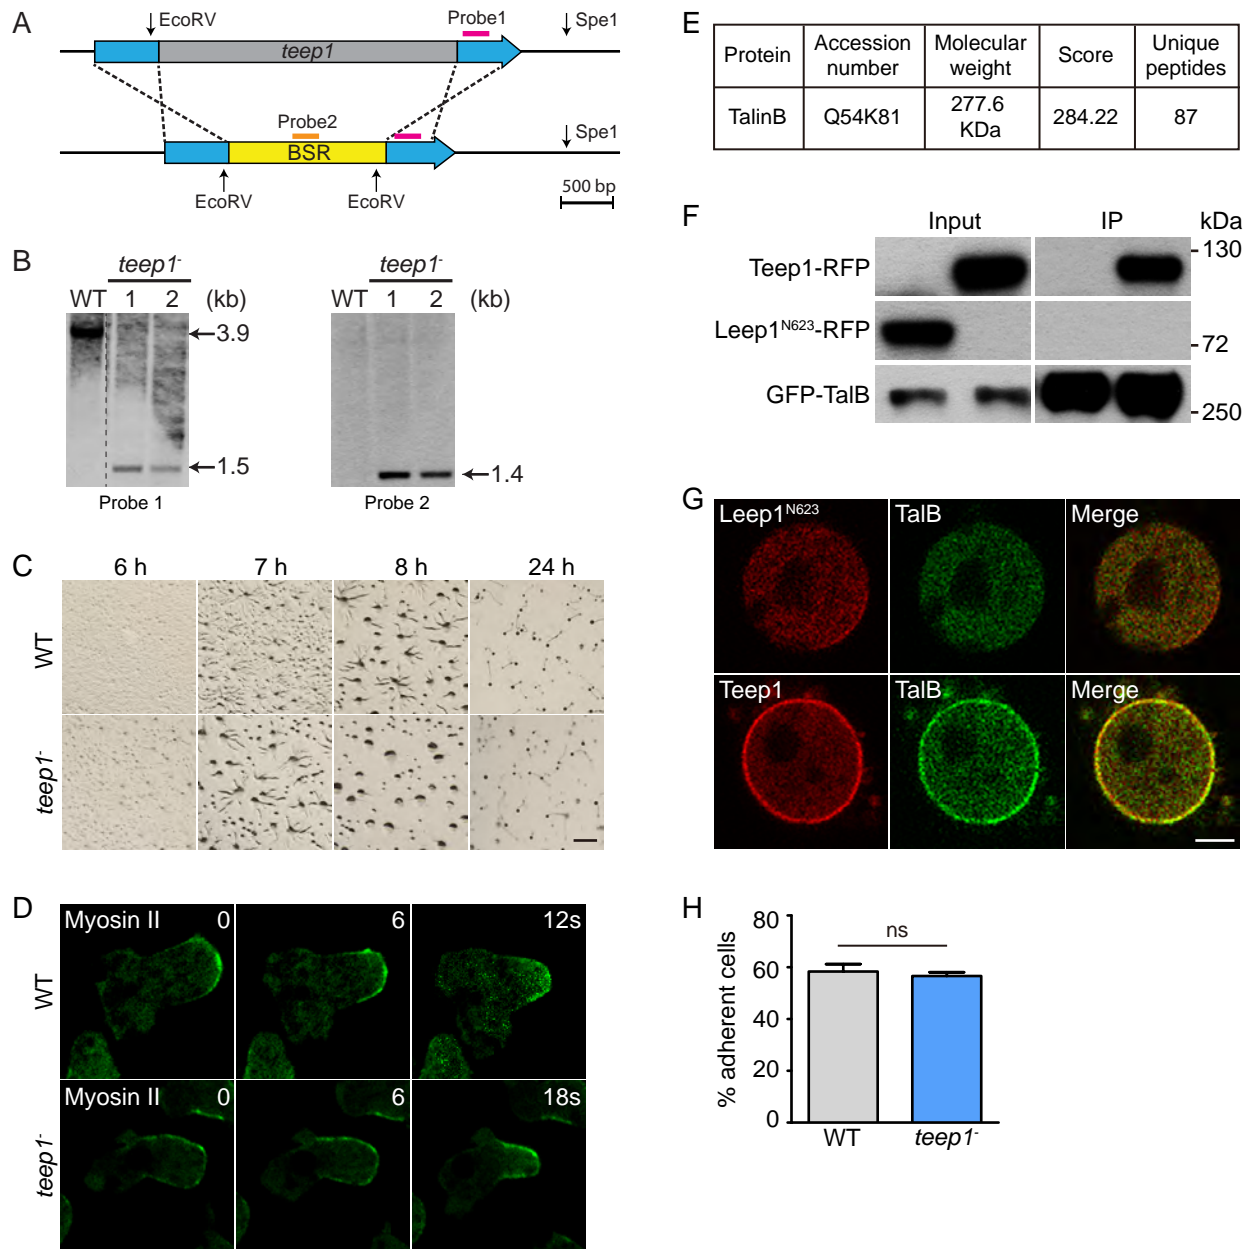 A
EcoRV
Probe1
Spe1
teep1
Probe2
Spe1
BSR
EcoRV
EcoRV
500 bp
B
teep1-
teep1-
WT 1 2 (kb)
WT 1 2 (kb)
3.9
1.5
1.4
Probe 1
Probe 2
C
6 h 7 h 8 h 24 h
WT
teep1-
D
Myosin II 0 6 12s
WT
Myosin II 0 6 18s
teep1-
E
Protein Accession number Molecular weight Score Unique peptides
TalinB Q54K81 277.6 KDa 284.22 87
F
Input IP kDa
Teep1-RFP
130
Leep1N623-RFP
72
GFP-TalB
250
G
Leep1N623 TalB Merge
Teep1 TalB Merge
H
% adherent cells
80
60
40
20
0
ns
WT teep1-